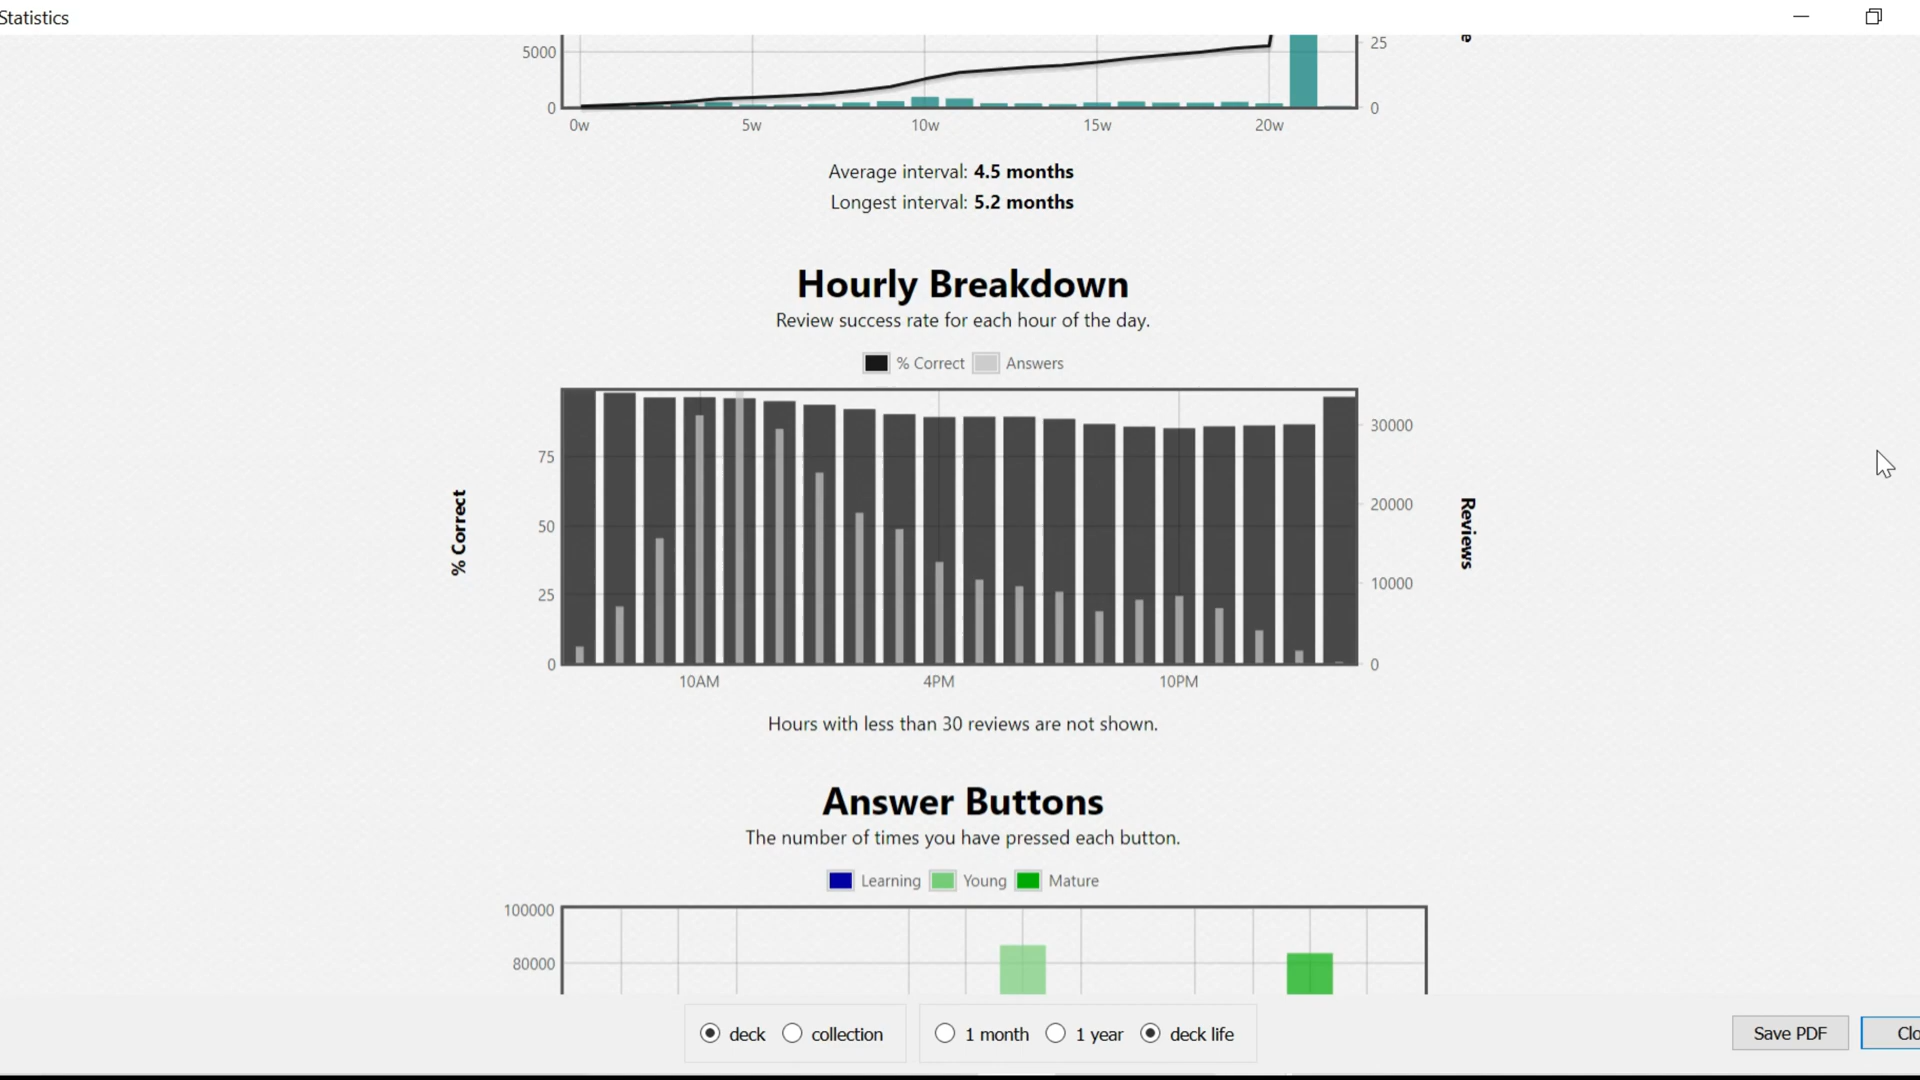 Statistics
5000
25
e
0
0
0w
5w
10w
15w
20w
Average interval: 4.5 months
Longest interval: 5.2 months
Hourly Breakdown
Review success rate for each hour of the day.
% Correct
Answers
30000
75
20000
50
% Correct
Reviews
10000
25
0
0
10AM
4PM
10PM
Hours with less than 30 reviews are not shown.
Answer Buttons
The number of times you have pressed each button.
Learning
Young
Mature
100000
80000
deck
collection
1 month
1 year
deck life
Save PDF
Clo